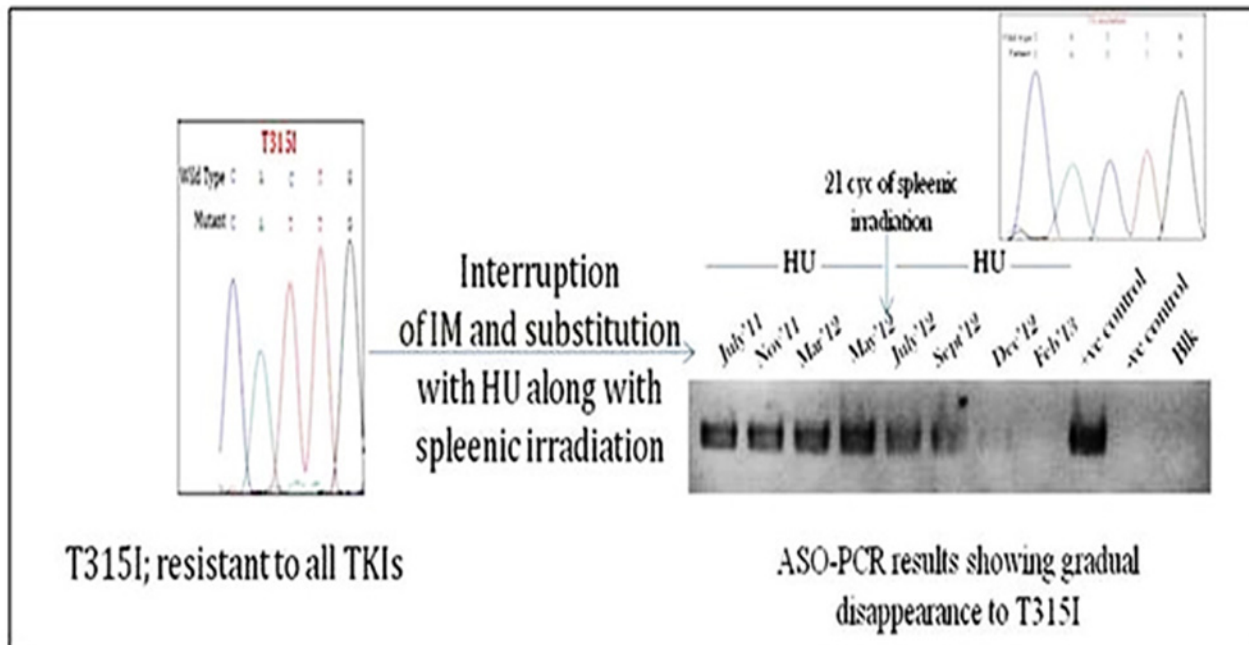 T315I
Wild Type C A C T G
Mutant C A T T G
T315I; resistant to all TKIs
Interruption
of IM and substitution
with HU along with
spleenic irradiation
21 cyc of spleenic
irradiation
HU HU
July'11 Nov'11 Mar'12 May'12 July'12 Sept'12 Dec'12 Feb'13 +ve control -ve control Blk
ASO-PCR results showing gradual
disappearance to T315I